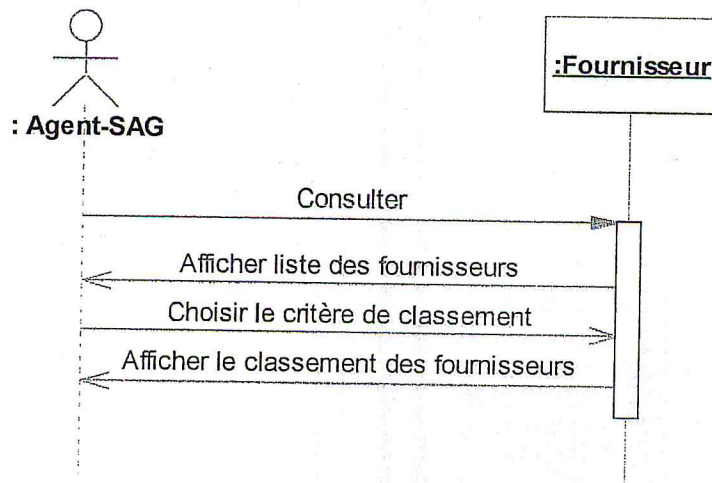 :Fournisseur
: Agent-SAG
Consulter
Afficher liste des fournisseurs
Choisir le critère de classement
Afficher le classement des fournisseurs